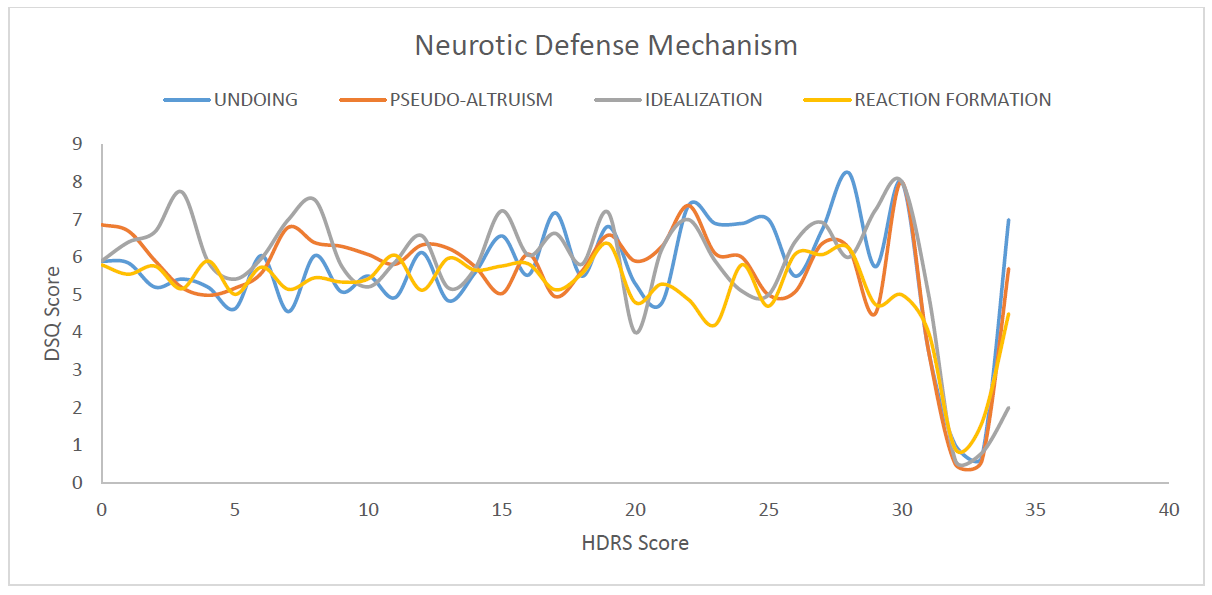 Neurotic Defense Mechanism
UNDOING PSEUDO-ALTRUISM IDEALIZATION REACTION FORMATION
9
8
7
6
5
4
3
2
1
0
DSQ Score
0 5 10 15 20 25 30 35 40
HDRS Score